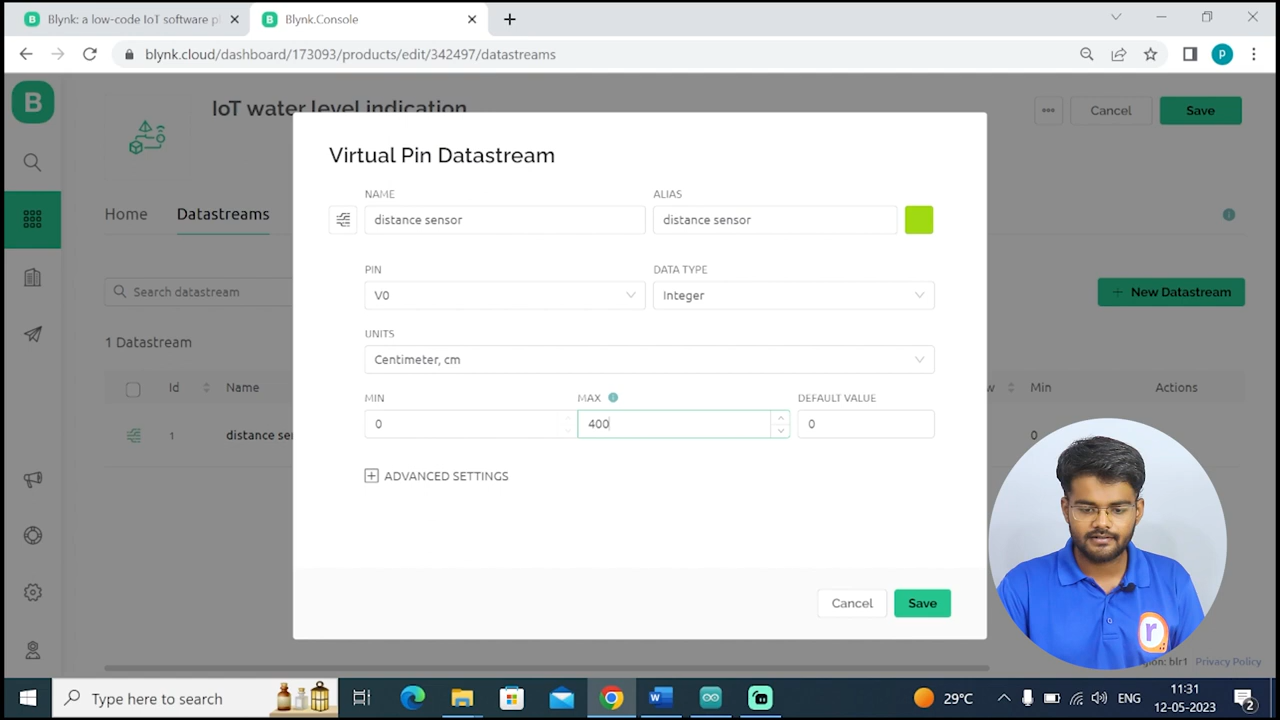 Blynk: a low-code IoT software p
Blynk.Console
blynk.cloud/dashboard/173093/products/edit/342497/datastreams
p
B
IoT water level indication
Cancel
Save
Virtual Pin Datastream
NAME
ALIAS
distance sensor
distance sensor
Home
Datastreams
PIN
DATA TYPE
V0
Integer
Search datastream
New Datastream
UNITS
1 Datastream
Centimeter, cm
Id
Name
Min
Actions
MIN
MAX
DEFAULT VALUE
0
400
0
1
distance se
0
ADVANCED SETTINGS
Cancel
Save
r
ion: blr1
Privacy Policy
Type here to search
29°C
ENG
11:31
12-05-2023
2